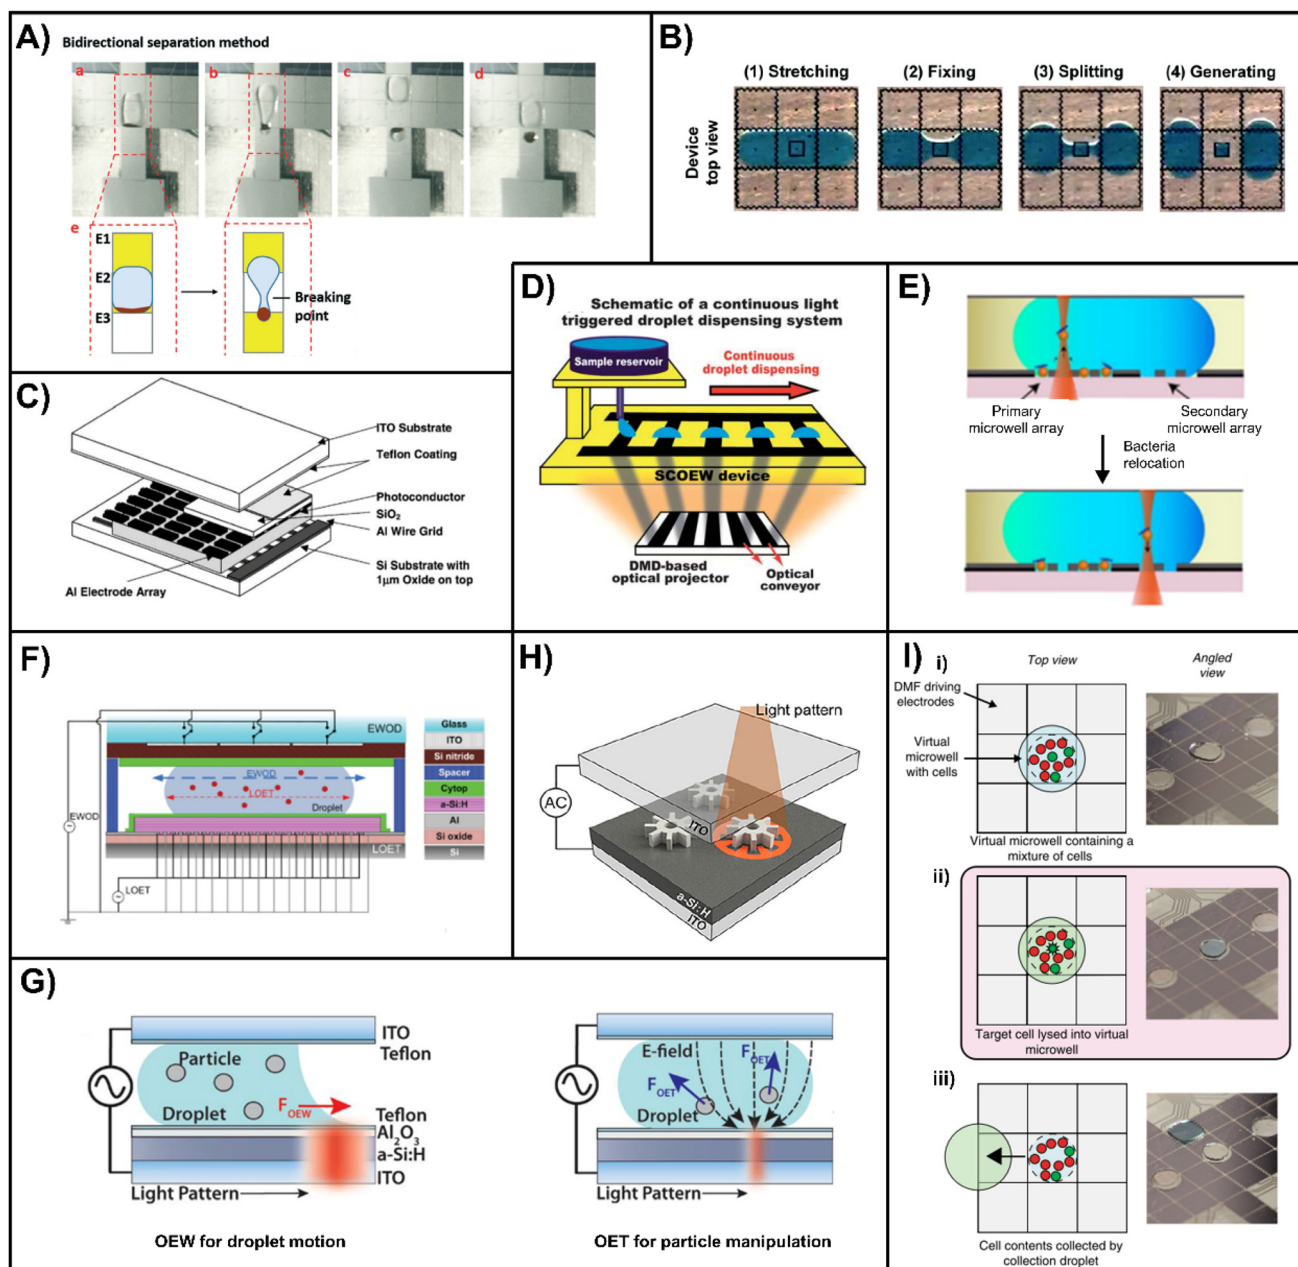 A)
Bidirectional separation method
a
b
c
d
e
E1
E2
E3
Breaking
point
B)
(1) Stretching
(2) Fixing
(3) Splitting
(4) Generating
Device
top view
C)
ITO Substrate
Teflon Coating
Photoconductor
SiO2
Al Wire Grid
Si Substrate with
1μm Oxide on top
Al Electrode Array
D)
Schematic of a continuous light
triggered droplet dispensing system
Sample reservoir
Continuous
droplet dispensing
SCOEW device
DMD-based
optical projector
Optical
conveyor
E)
Primary
microwell array
Secondary
microwell array
Bacteria
relocation
F)
EWOD
EWOD
LOET
Droplet
EWOD
LOET
LOET
Glass
ITO
Si nitride
Spacer
Cytop
a-Si:H
Al
Si oxide
Si
H)
Light pattern
AC
ITO
a-Si:H
ITO
G)
ITO
Teflon
Particle
Droplet
FOEW
Teflon
Al2O3
a-Si:H
ITO
Light Pattern
OEW for droplet motion
E-field
FOET
FOET
Droplet
Light Pattern
OET for particle manipulation
I)
i)
Top view
Angled
view
DMF driving
electrodes
Virtual
microwell
with cells
Virtual microwell containing a
mixture of cells
ii)
Target cell lysed into virtual
microwell
iii)
Cell contents collected by
collection droplet